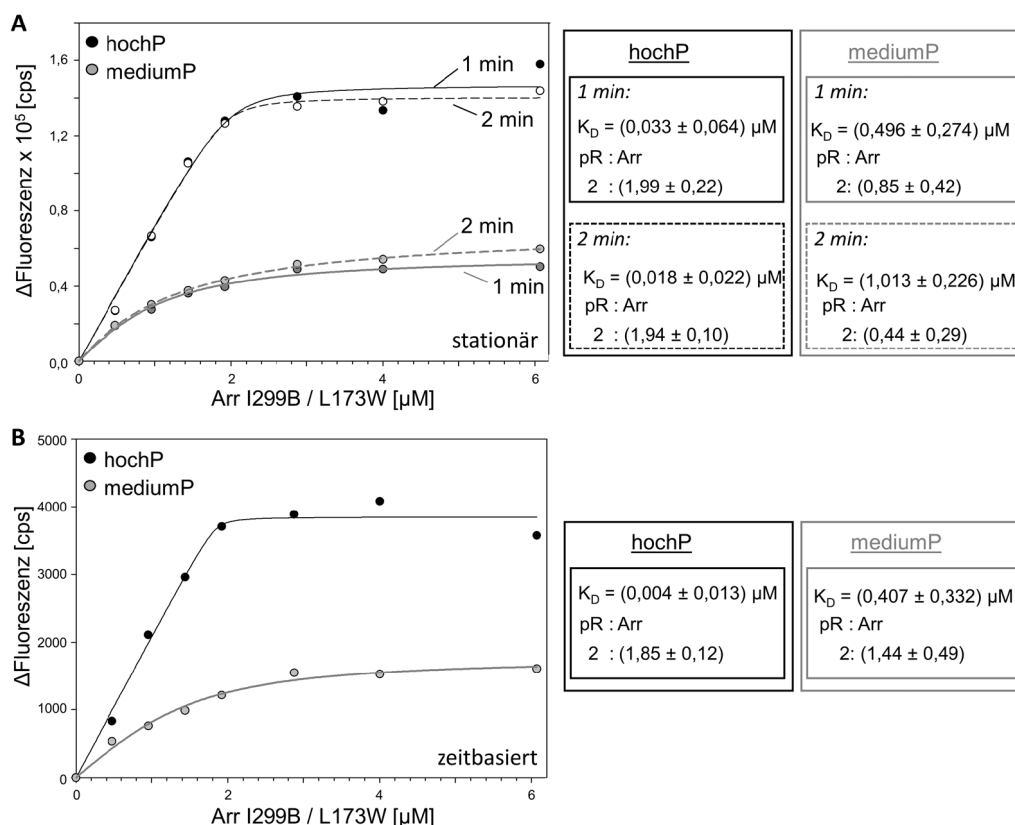 A
hochP
mediumP
ΔFluoreszenz x 10⁵ [cps]
1,6
1,2
0,8
0,4
0,0
1 min
2 min
2 min
1 min
stationär
0
2
4
6
Arr I299B / L173W [µM]
hochP
1 min:
K_D = (0,033 ± 0,064) µM
pR : Arr
2 : (1,99 ± 0,22)
2 min:
K_D = (0,018 ± 0,022) µM
pR : Arr
2 : (1,94 ± 0,10)
mediumP
1 min:
K_D = (0,496 ± 0,274) µM
pR : Arr
2: (0,85 ± 0,42)
2 min:
K_D = (1,013 ± 0,226) µM
pR : Arr
2: (0,44 ± 0,29)
B
hochP
mediumP
ΔFluoreszenz [cps]
5000
4000
3000
2000
1000
0
zeitbasiert
0
2
4
6
Arr I299B / L173W [µM]
hochP
K_D = (0,004 ± 0,013) µM
pR : Arr
2 : (1,85 ± 0,12)
mediumP
K_D = (0,407 ± 0,332) µM
pR : Arr
2: (1,44 ± 0,49)